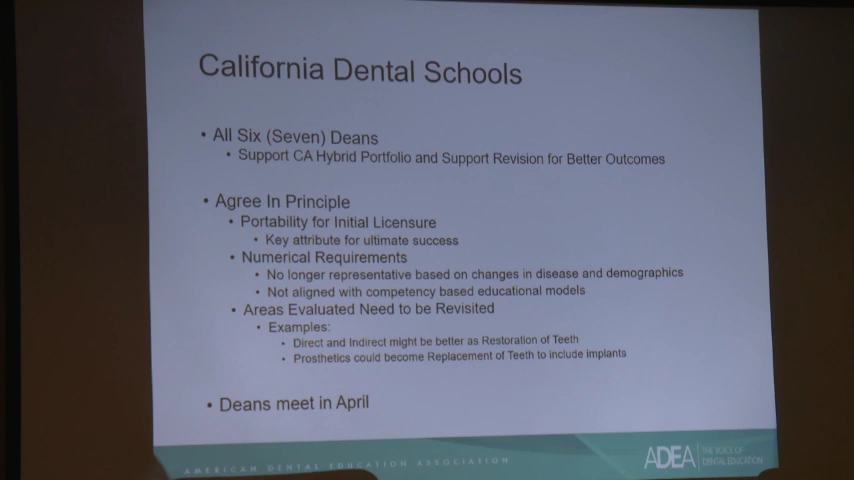 California Dental Schools
• All Six (Seven) Deans
• Support CA Hybrid Portfolio and Support Revision for Better Outcomes
• Agree In Principle
• Portability for Initial Licensure
• Key attribute for ultimate success
• Numerical Requirements
• No longer representative based on changes in disease and demographics
• Not aligned with competency based educational models
• Areas Evaluated Need to be Revisited
• Examples:
• Direct and Indirect might be better as Restoration of Teeth
• Prosthetics could become Replacement of Teeth to include implants
• Deans meet in April
AMERICAN DENTAL EDUCATION ASSOCIATION
ADEA
THE VOICE OF
DENTAL EDUCATION